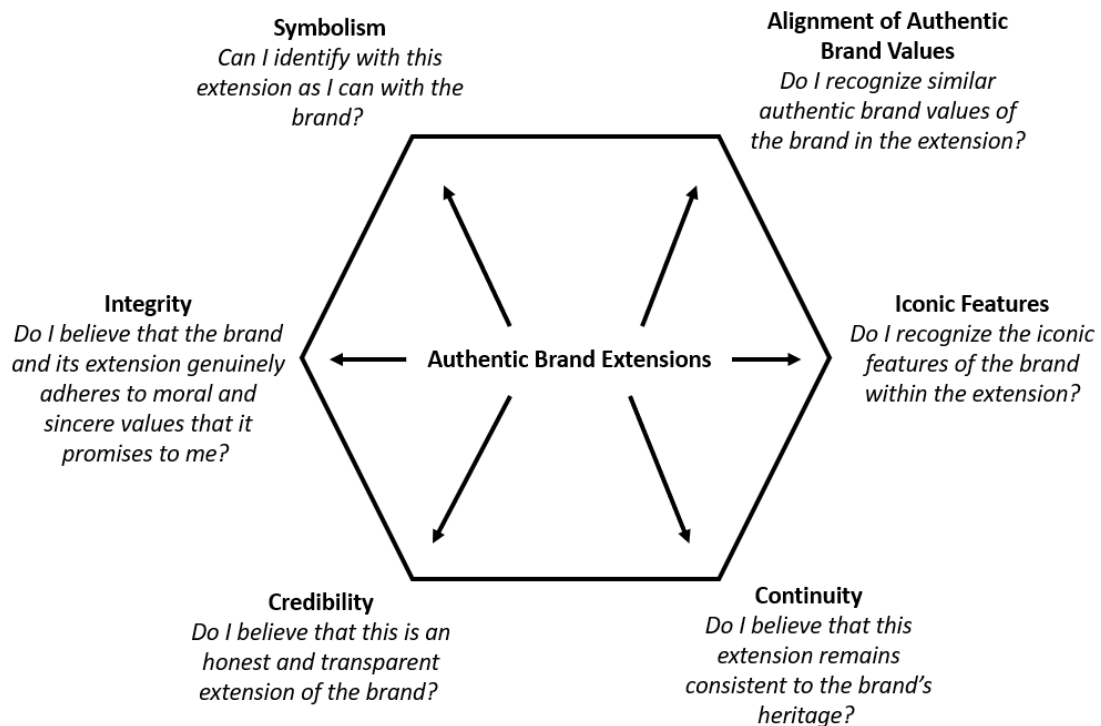 Symbolism
Can I identify with this
extension as I can with the
brand?
Alignment of Authentic
Brand Values
Do I recognize similar
authentic brand values of
the brand in the extension?
Integrity
Do I believe that the brand
and its extension genuinely
adheres to moral and
sincere values that it
promises to me?
Authentic Brand Extensions
Iconic Features
Do I recognize the iconic
features of the brand
within the extension?
Credibility
Do I believe that this is an
honest and transparent
extension of the brand?
Continuity
Do I believe that this
extension remains
consistent to the brand’s
heritage?